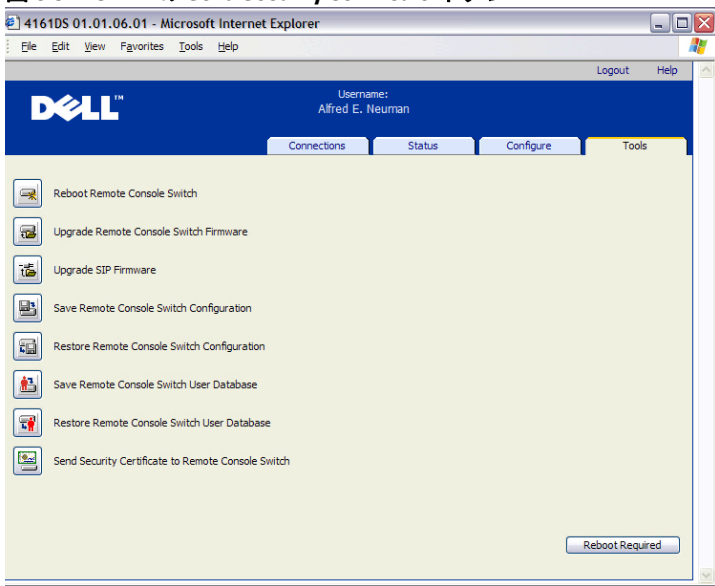 4161DS 01.01.06.01 - Microsoft Internet Explorer
File Edit View Favorites Tools Help
Logout Help
DELL™
Username:
Alfred E. Neuman
Connections Status Configure Tools
Reboot Remote Console Switch
Upgrade Remote Console Switch Firmware
Upgrade SIP Firmware
Save Remote Console Switch Configuration
Restore Remote Console Switch Configuration
Save Remote Console Switch User Database
Restore Remote Console Switch User Database
Send Security Certificate to Remote Console Switch
Reboot Required